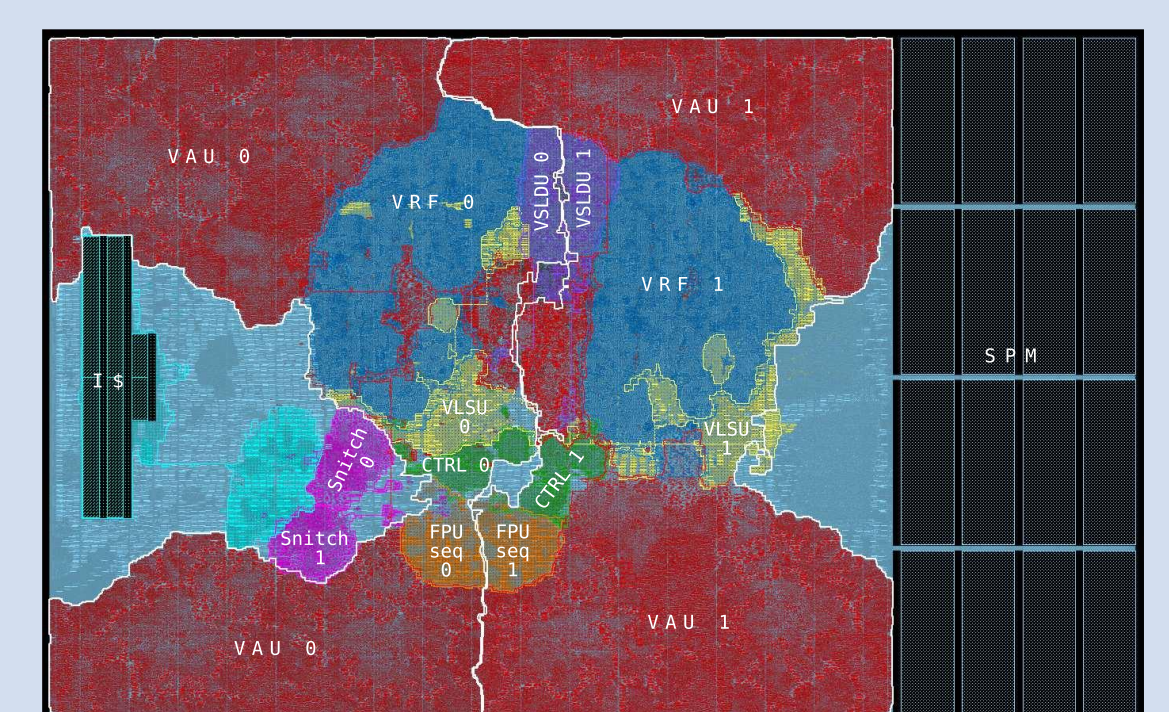 VAU 1
VAU 0
VSLDU 0
VSLDU 1
VRF 0
VRF 1
SPM
I$
VLSU
0
VLSU
1
Snitch
0
CTRL 0
CTRL 1
Snitch
1
FPU
seq
0
FPU
seq
1
VAU 1
VAU 0